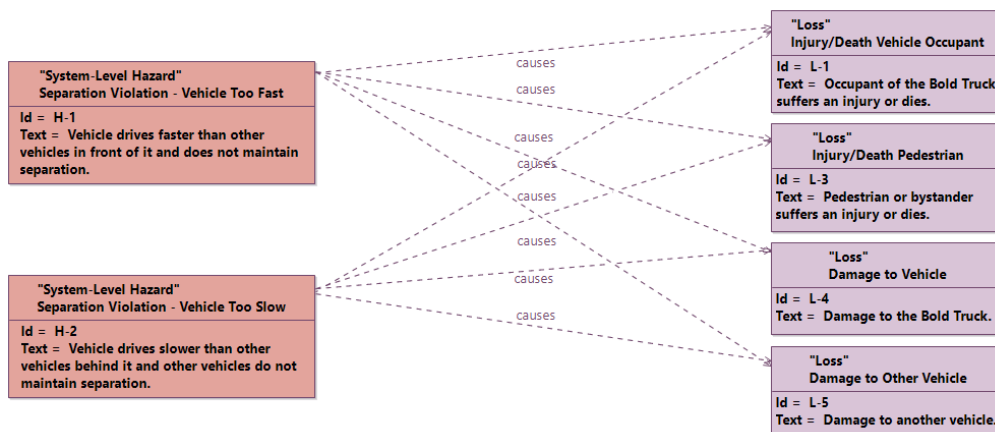 "System-Level Hazard"
Separation Violation - Vehicle Too Fast
Id = H-1
Text = Vehicle drives faster than other
vehicles in front of it and does not maintain
separation.
"System-Level Hazard"
Separation Violation - Vehicle Too Slow
Id = H-2
Text = Vehicle drives slower than other
vehicles behind it and other vehicles do not
maintain separation.
causes
causes
causes
causes
causes
causes
causes
causes
"Loss"
Injury/Death Vehicle Occupant
Id = L-1
Text = Occupant of the Bold Truck
suffers an injury or dies.
"Loss"
Injury/Death Pedestrian
Id = L-3
Text = Pedestrian or bystander
suffers an injury or dies.
"Loss"
Damage to Vehicle
Id = L-4
Text = Damage to the Bold Truck.
"Loss"
Damage to Other Vehicle
Id = L-5
Text = Damage to another vehicle.